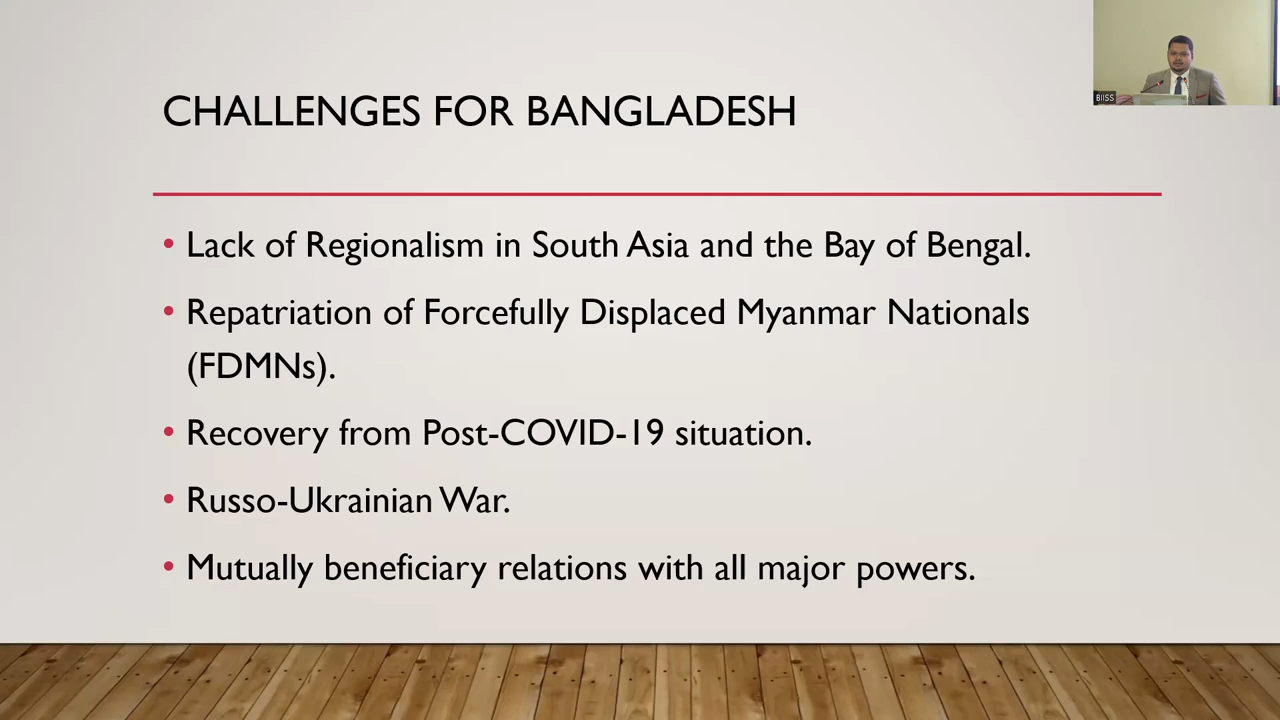 BIISS
CHALLENGES FOR BANGLADESH
• Lack of Regionalism in South Asia and the Bay of Bengal.
• Repatriation of Forcefully Displaced Myanmar Nationals
(FDMNs).
• Recovery from Post-COVID-19 situation.
• Russo-Ukrainian War.
• Mutually beneficiary relations with all major powers.